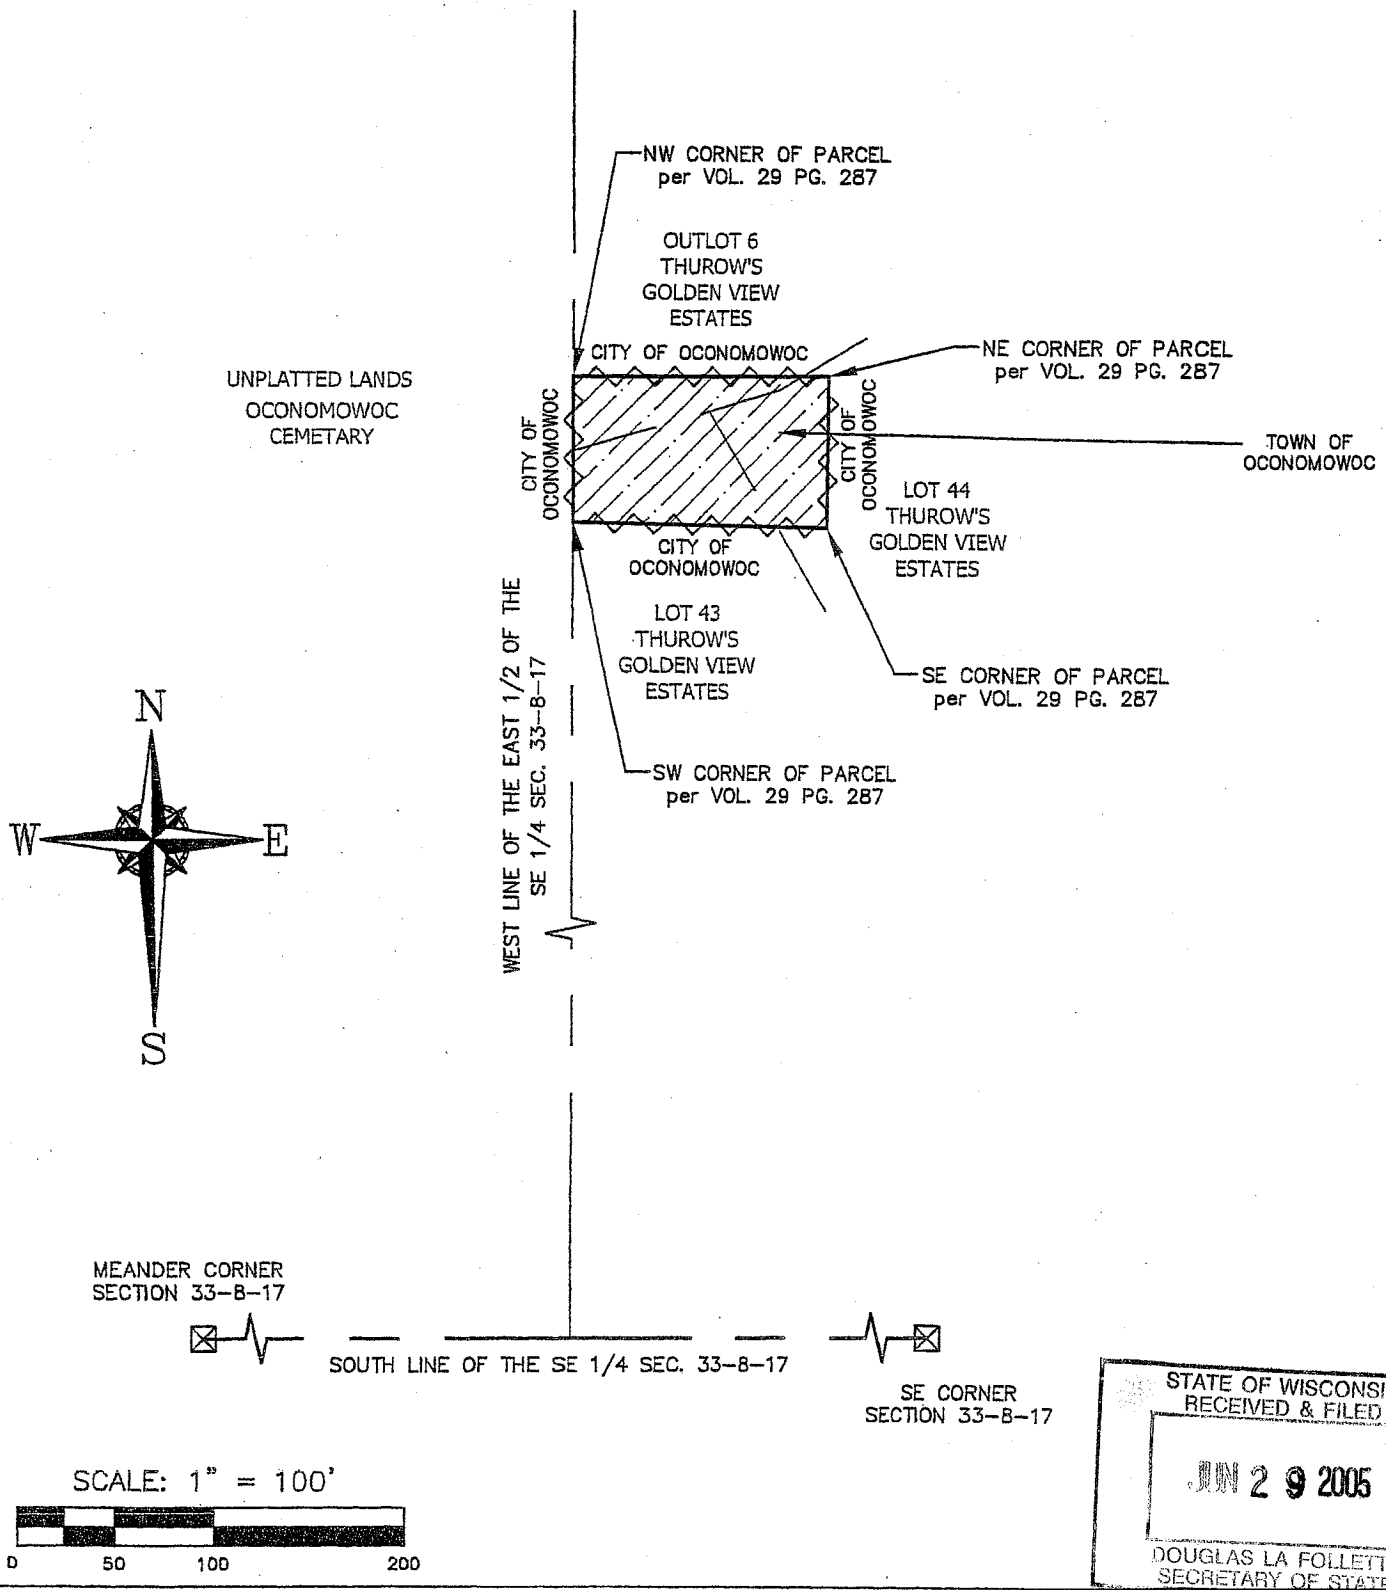 NW CORNER OF PARCEL
per VOL. 29 PG. 287
OUTLOT 6
THUROW'S
GOLDEN VIEW
ESTATES
CITY OF OCONOMOWOC
NE CORNER OF PARCEL
per VOL. 29 PG. 287
UNPLATTED LANDS
OCONOMOWOC
CEMETARY
CITY OF
OCONOMOWOC
CITY OF
OCONOMOWOC
TOWN OF
OCONOMOWOC
LOT 44
THUROW'S
GOLDEN VIEW
ESTATES
CITY OF
OCONOMOWOC
LOT 43
THUROW'S
GOLDEN VIEW
ESTATES
SE CORNER OF PARCEL
per VOL. 29 PG. 287
WEST LINE OF THE EAST 1/2 OF THE
SE 1/4 SEC. 33-8-17
SW CORNER OF PARCEL
per VOL. 29 PG. 287
N
W
E
S
MEANDER CORNER
SECTION 33-8-17
SOUTH LINE OF THE SE 1/4 SEC. 33-8-17
SE CORNER
SECTION 33-8-17
SCALE: 1" = 100'
0 50 100 200
STATE OF WISCONSI
RECEIVED & FILED
JUN 29 2005
DOUGLAS LA FOLLETT
SECRETARY OF STATE